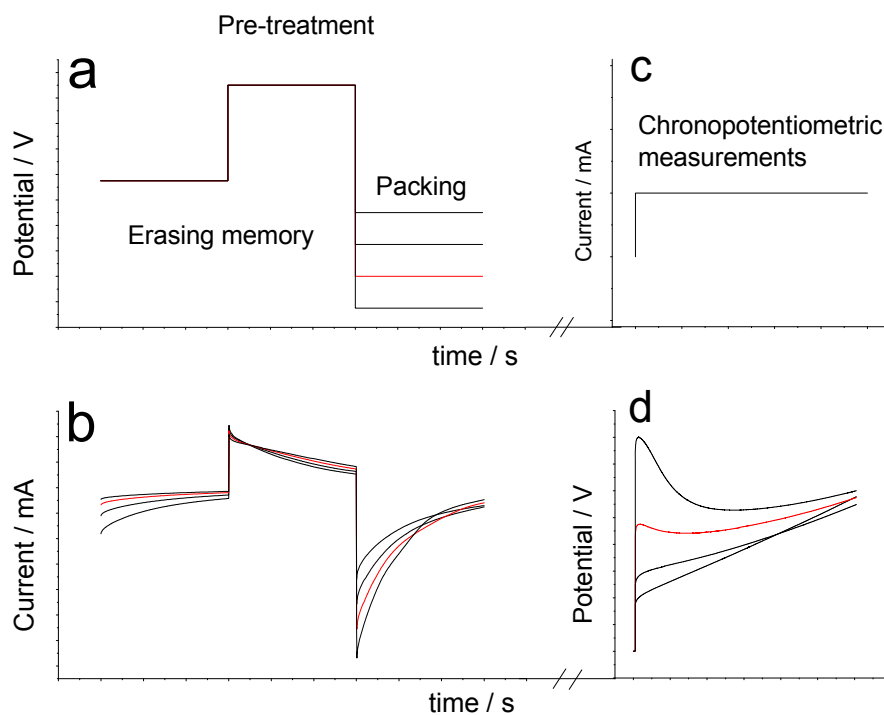 Pre-treatment
a
Potential / V
Erasing memory
Packing
c
Current / mA
Chronopotentiometric
measurements
time / s
b
Current / mA
d
Potential / V
time / s